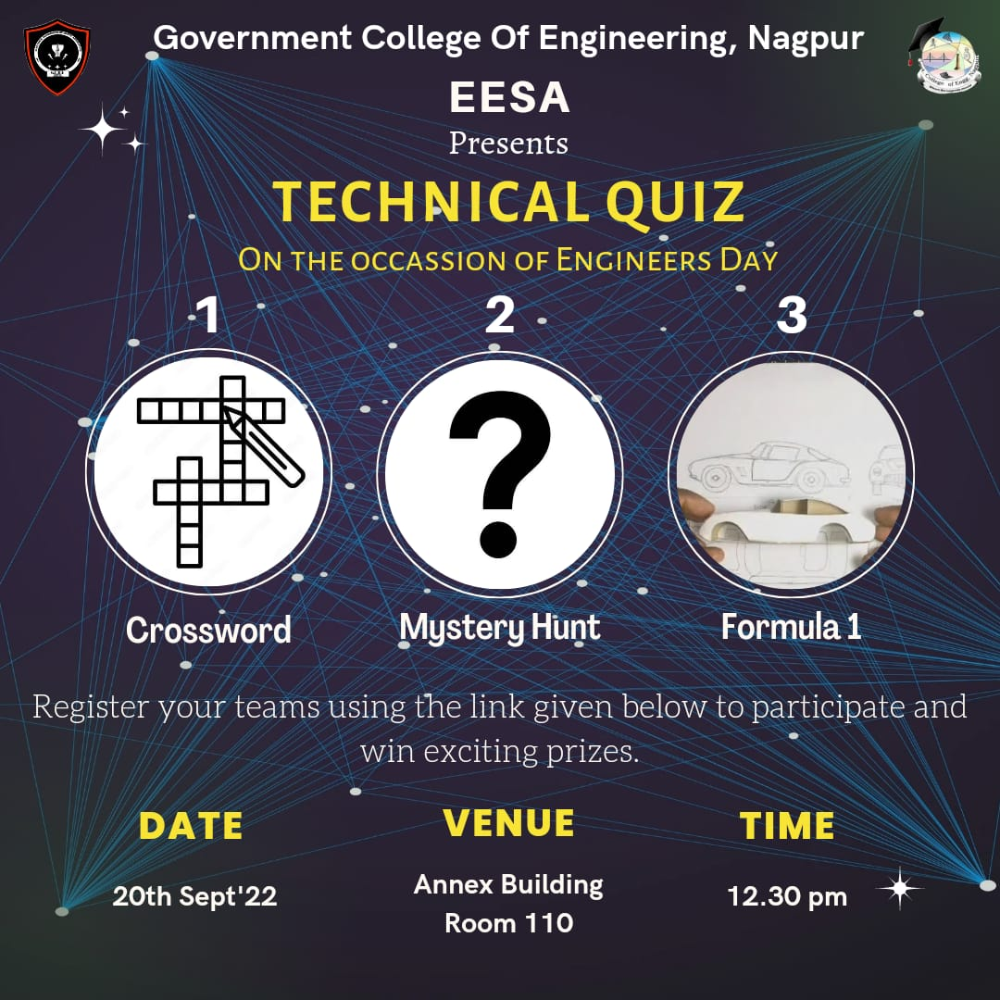 Government College Of Engineering, Nagpur
EESA
Presents
TECHNICAL QUIZ
ON THE OCCASSION OF ENGINEERS DAY
1
2
3
Crossword
Mystery Hunt
Formula 1
Register your teams using the link given below to participate and
win exciting prizes.
DATE
VENUE
TIME
20th Sept'22
Annex Building
Room 110
12.30 pm